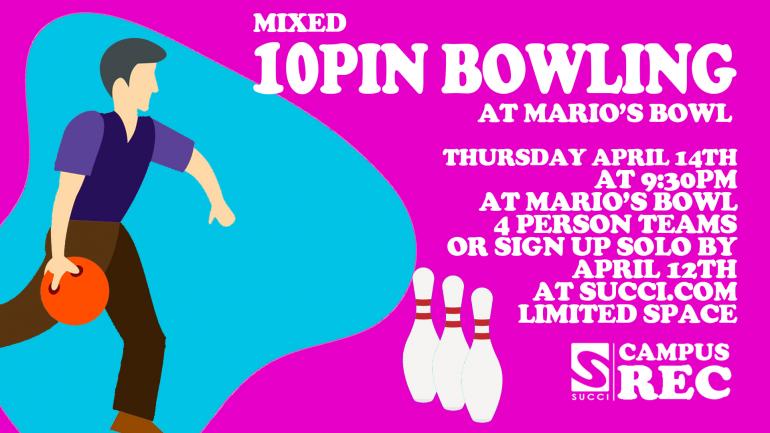 MIXED
10PIN BOWLING
AT MARIO'S BOWL
THURSDAY APRIL 14TH
AT 9:30PM
AT MARIO'S BOWL
4 PERSON TEAMS
OR SIGN UP SOLO BY
APRIL 12TH
AT SUCCI.COM
LIMITED SPACE
SUCCI
CAMPUS
REC